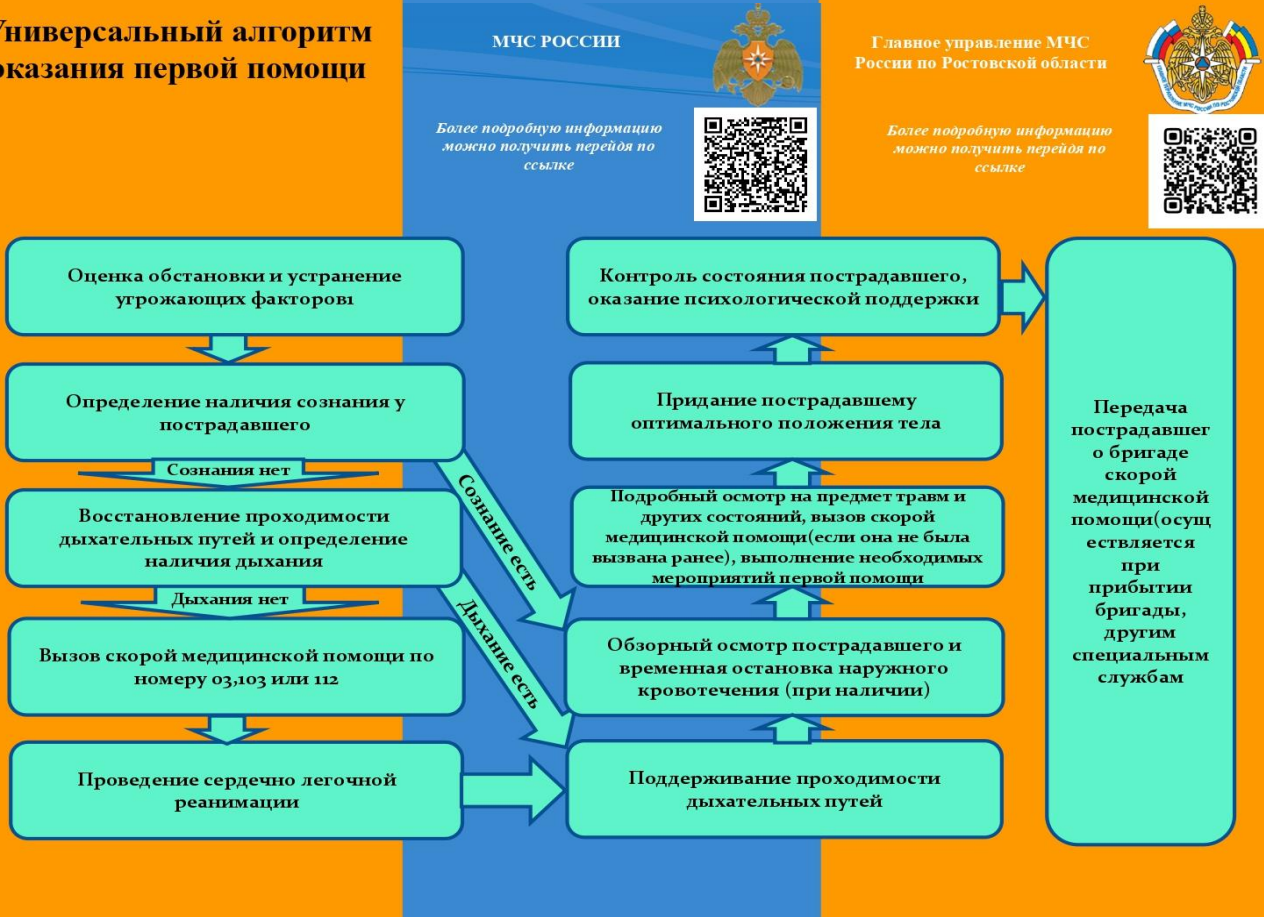 Универсальный алгоритм
оказания первой помощи
МЧС РОССИИ
Более подробную информацию
можно получить перейдя по
ссылке
Главное управление МЧС
России по Ростовской области
Более подробную информацию
можно получить перейдя по
ссылке
Оценка обстановки и устранение
угрожающих факторовı
Определение наличия сознания у
пострадавшего
Сознания нет
Сознание есть
Восстановление проходимости
дыхательных путей и определение
наличия дыхания
Дыхания нет
Дыхание есть
Вызов скорой медицинской помощи по
номеру 03,103 или 112
Проведение сердечно легочной
реанимации
Поддерживание проходимости
дыхательных путей
Обзорный осмотр пострадавшего и
временная остановка наружного
кровотечения (при наличии)
Подробный осмотр на предмет травм и
других состояний, вызов скорой
медицинской помощи(если она не была
вызвана ранее), выполнение необходимых
мероприятий первой помощи
Придание пострадавшему
оптимального положения тела
Контроль состояния пострадавшего,
оказание психологической поддержки
Передача
пострадавшег
о бригаде
скорой
медицинской
помощи(осущ
ествляется
при
прибытии
бригады,
другим
специальным
службам